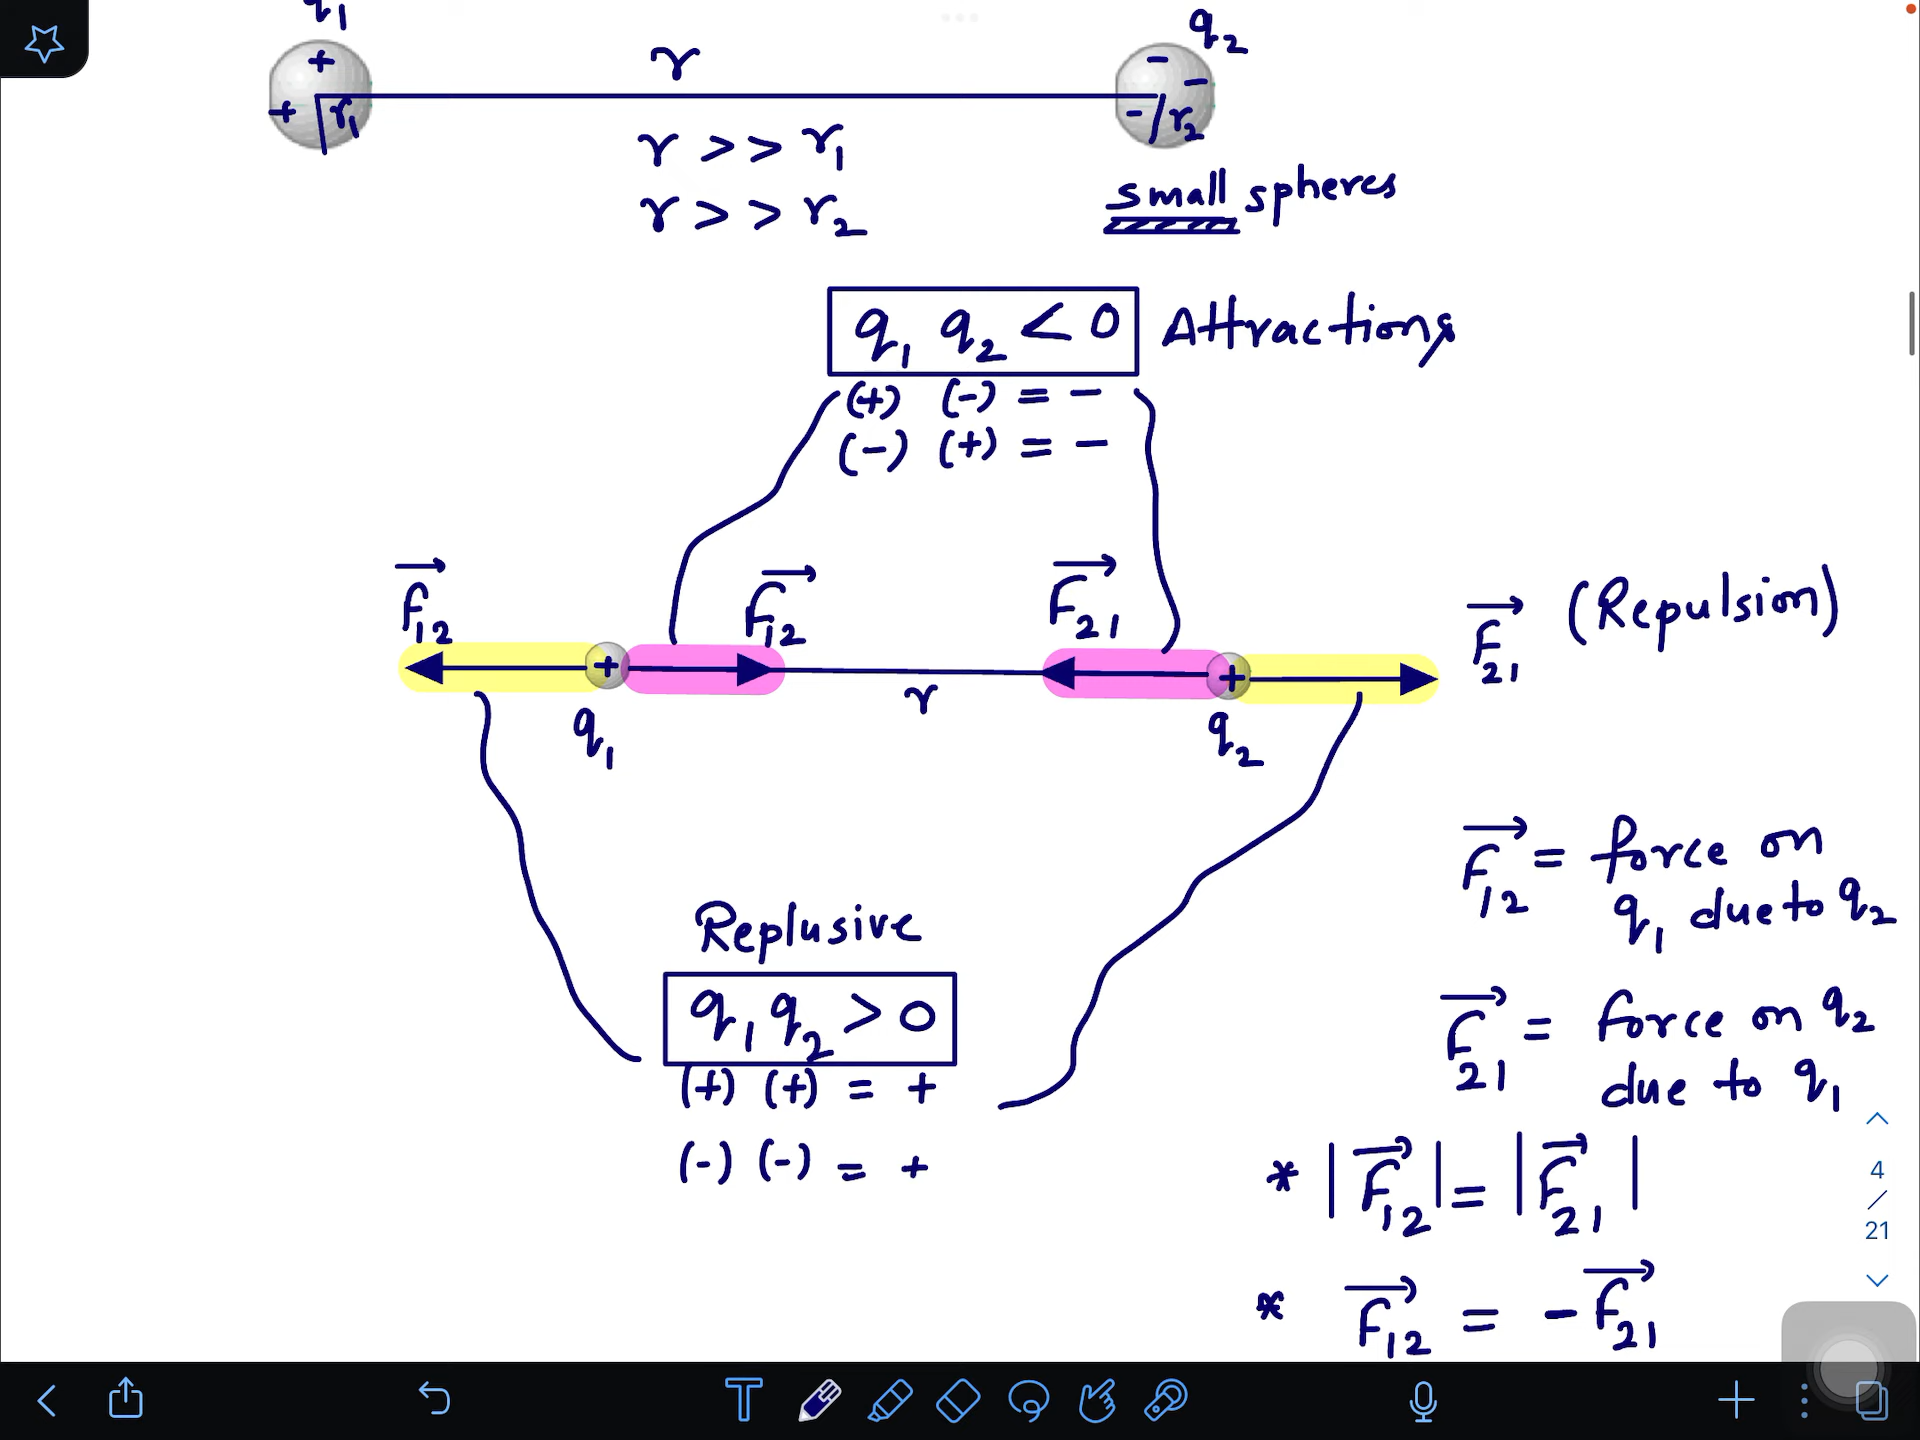 q₁
q₂
+
r
-
-
+ r₁
- r₂
r >> r₁
r >> r₂
small spheres
q₁ q₂ < 0 Attractions
(+) (-) = -
(-) (+) = -
F₁₂
F₁₂
F₂₁
F₂₁ (Repulsion)
+
+
q₁
r
q₂
F₁₂ = force on
q₁ due to q₂
Replusive
q₁ q₂ > 0
(+) (+) = +
(-) (-) = +
F₂₁ = force on q₂
due to q₁
* |F₁₂| = |F₂₁|
* F₁₂ = -F₂₁
4
/
21
T